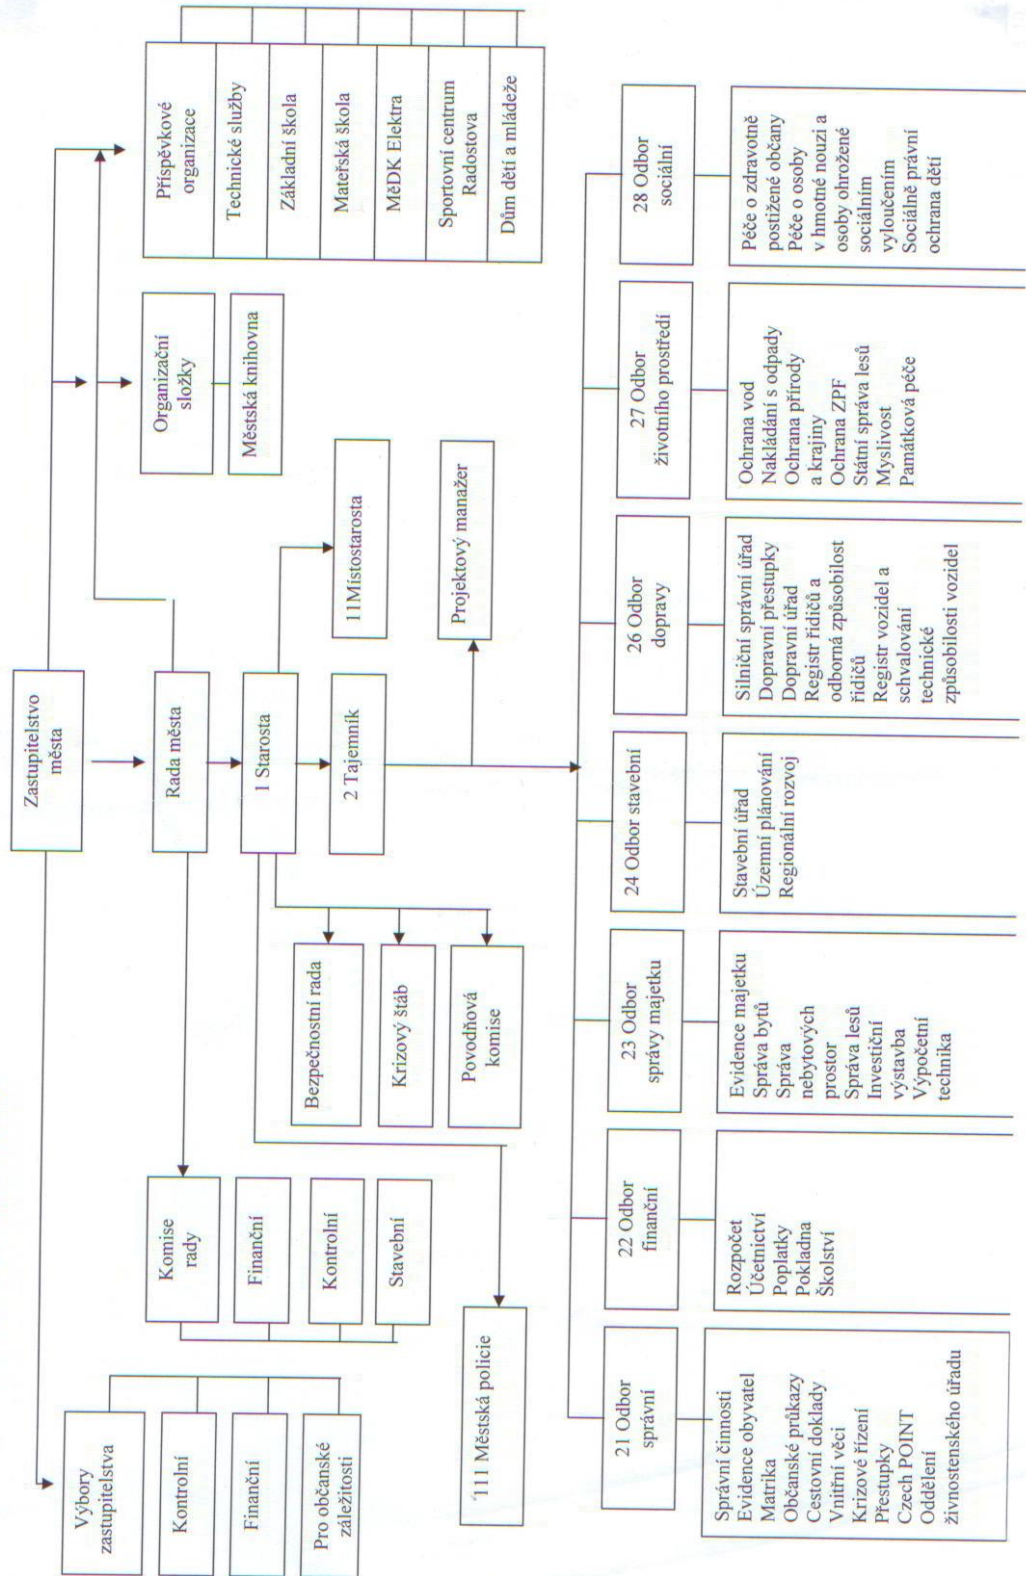 Zastupitelstvo
města
Výbory
zastupitelstva
Kontrolní
Finanční
Pro občanské
záležitosti
Komise
rady
Finanční
Kontrolní
Stavební
Rada města
1 Starosta
2 Tajemník
Bezpečnostní rada
Krizový štáb
Povodňová
komise
111 Městská policie
11Místostarosta
Projektový manažer
Organizační
složky
Městská knihovna
Příspěvkové
organizace
Technické služby
Základní škola
Mateřská škola
MěDK Elektra
Sportovní centrum
Radostova
Dům dětí a mládeže
21 Odbor
správní
Správní činnosti
Evidence obyvatel
Matrika
Občanské průkazy
Cestovní doklady
Vnitřní věci
Krizové řízení
Přestupky
Czech POINT
Oddělení
živnostenského úřadu
22 Odbor
finanční
Rozpočet
Účetnictví
Poplatky
Pokladna
Školství
23 Odbor
správy majetku
Evidence majetku
Správa bytů
Správa
nebytových
prostor
Správa lesů
Investiční
výstavba
Výpočetní
technika
24 Odbor stavební
Stavební úřad
Územní plánování
Regionální rozvoj
26 Odbor
dopravy
Silniční správní úřad
Dopravní přestupky
Dopravní úřad
Registr řidičů a
odborná způsobilost
řidičů
Registr vozidel a
schvalování
technické
způsobilosti vozidel
27 Odbor
životního prostředí
Ochrana vod
Nakládání s odpady
Ochrana přírody
a krajiny
Ochrana ZPF
Státní správa lesů
Myslivost
Památková péče
28 Odbor
sociální
Péče o zdravotně
postižené občany
Péče o osoby
v hmotné nouzi a
osoby ohrožené
sociálním
vyloučením
Sociálně právní
ochrana dětí